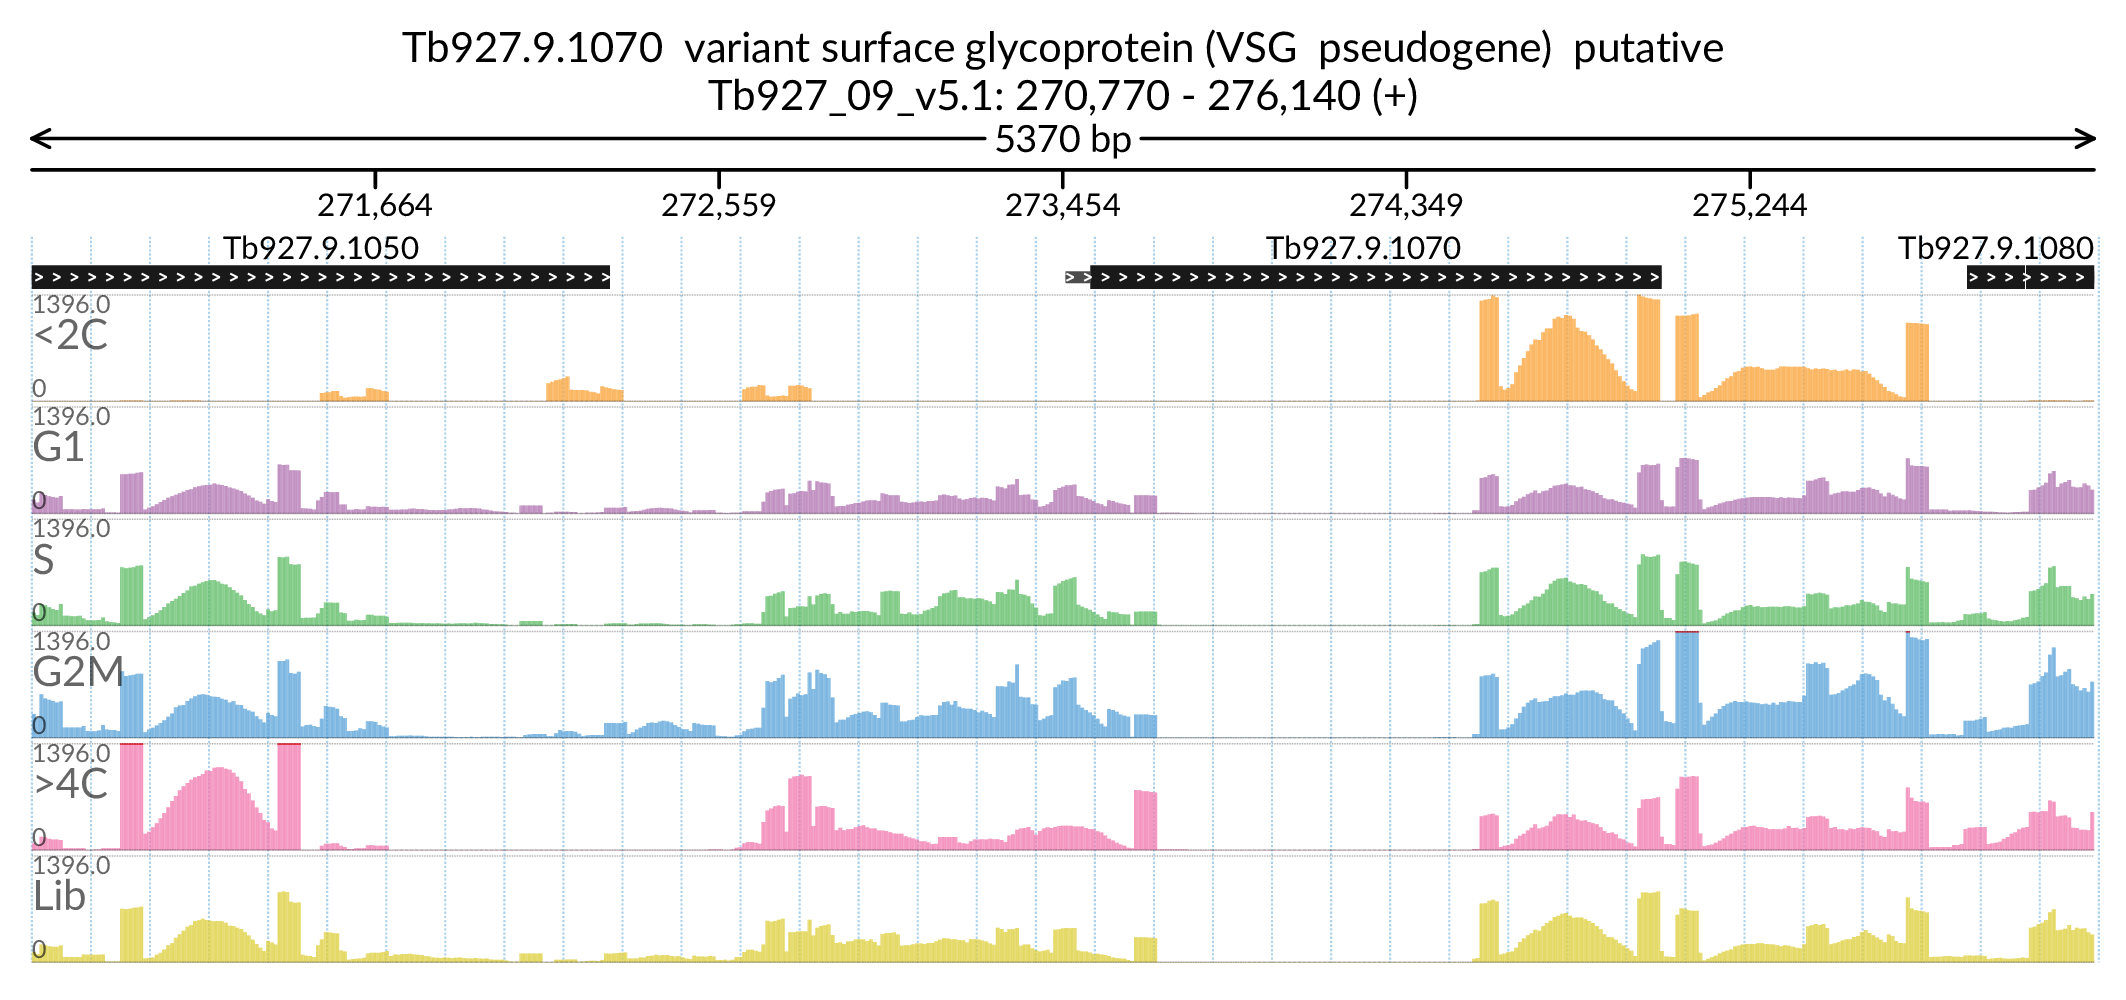 Tb927.9.1070  variant surface glycoprotein (VSG  pseudogene)  putative
Tb927_09_v5.1: 270,770 - 276,140 (+)
5370 bp
271,664 272,559 273,454 274,349 275,244
Tb927.9.1050 Tb927.9.1070 Tb927.9.1080
1396.0
<2C
0
1396.0
G1
0
1396.0
S
0
1396.0
G2M
0
1396.0
>4C
0
1396.0
Lib
0